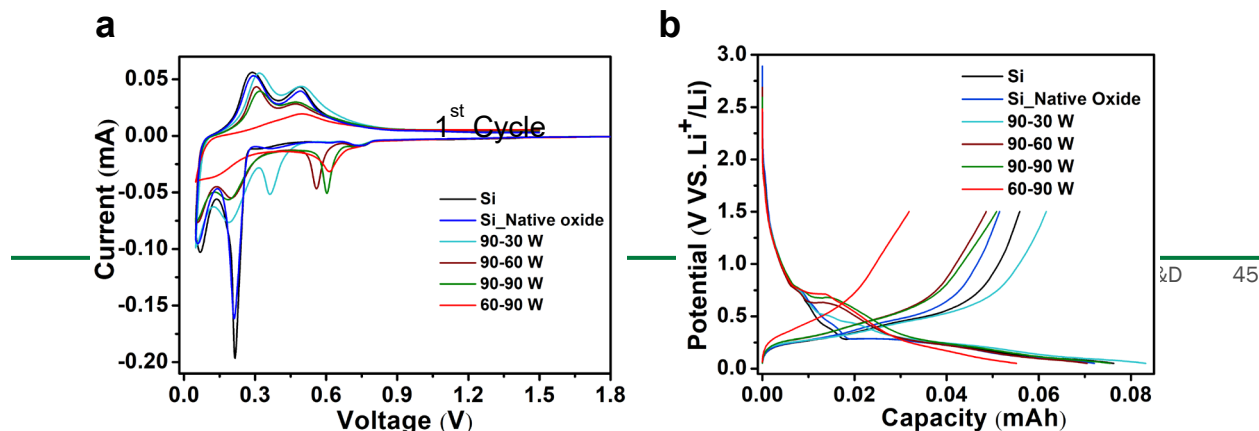 a
Current (mA)
0.05
0.00
-0.05
-0.10
-0.15
-0.20
0.0 0.3 0.6 0.9 1.2 1.5 1.8
Voltage (V)
1st Cycle
Si
Si_Native oxide
90-30 W
90-60 W
90-90 W
60-90 W
b
Potential (V VS. Li+/Li)
3.0
2.5
2.0
1.5
1.0
0.5
0.0
0.00 0.02 0.04 0.06 0.08
Capacity (mAh)
Si
Si_Native Oxide
90-30 W
90-60 W
90-90 W
60-90 W
&D 45